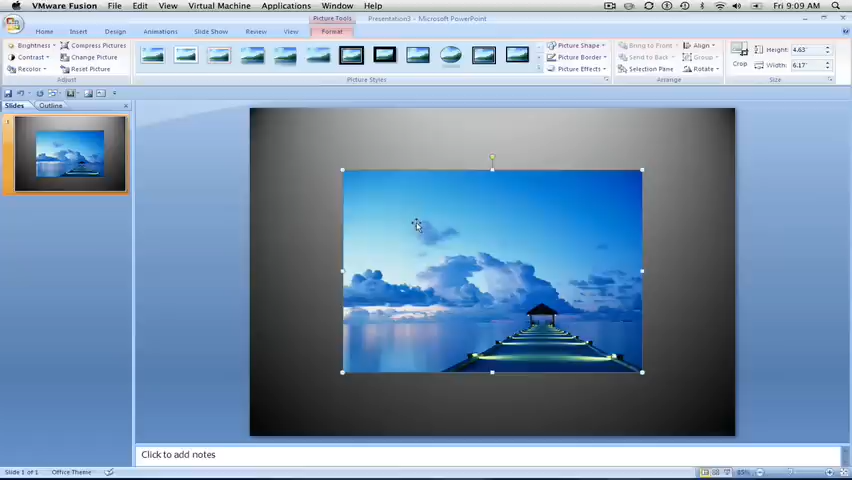 VMware Fusion File Edit View Virtual Machine Applications Window Help Fri 9:09 AM
Picture Tools Presentation3 - Microsoft PowerPoint
Home Insert Design Animations Slide Show Review View Format
Brightness Compress Pictures Picture Shape Bring to Front Align Height: 4.63"
Contrast Change Picture Picture Border Send to Back Group Crop
Recolor Reset Picture Picture Effects Selection Pane Rotate Width: 6.17"
Adjust Picture Styles Arrange Size
Slides Outline
1
Click to add notes
Slide 1 of 1 Office Theme 85%